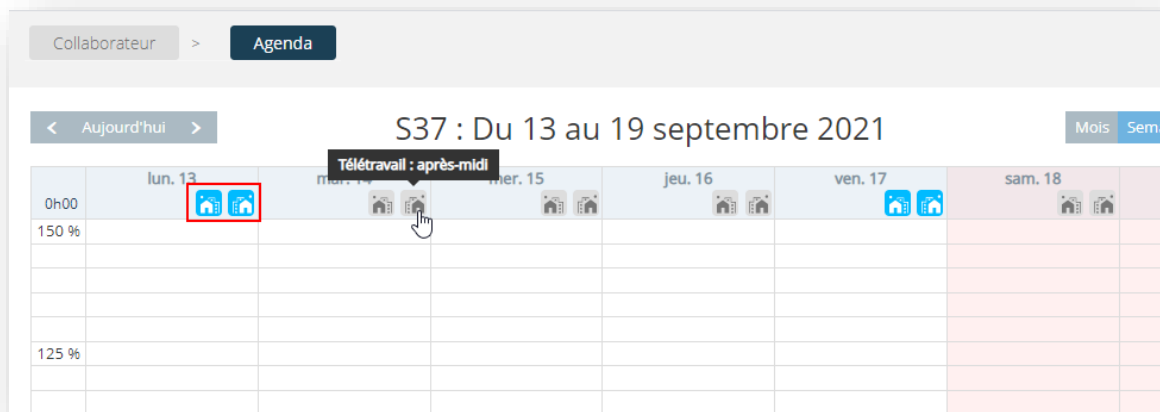 Collaborateur > Agenda
< Aujourd'hui > S37 : Du 13 au 19 septembre 2021 Mois
Télétravail : après-midi
lun. 13 mer. 15 jeu. 16 ven. 17 sam. 18
0h00
150 %
125 %